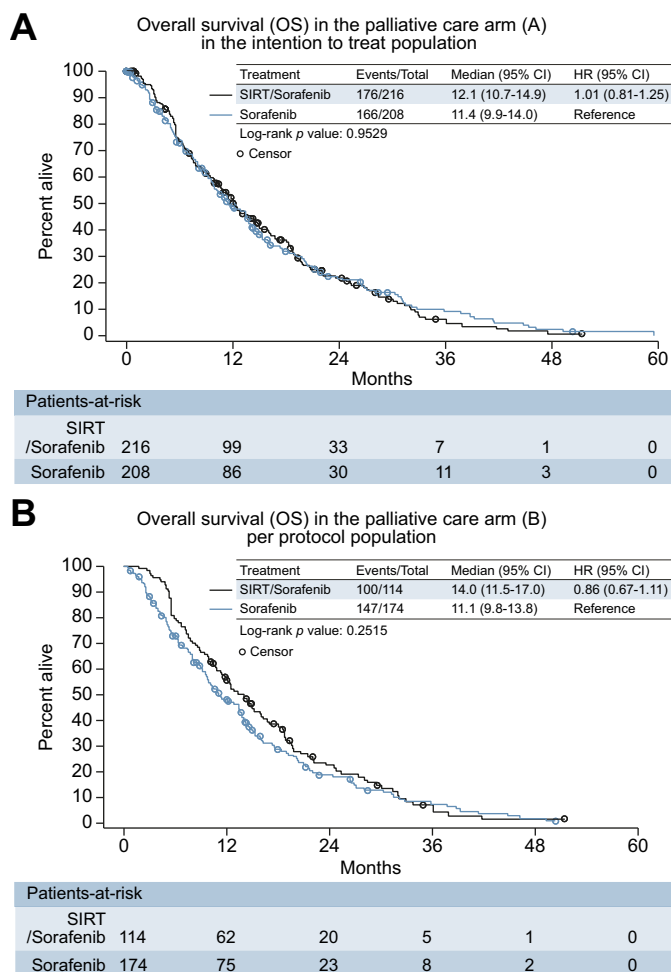 A
Overall survival (OS) in the palliative care arm (A)
in the intention to treat population
Percent alive
100
90
80
70
60
50
40
30
20
10
0
Treatment Events/Total Median (95% CI) HR (95% CI)
SIRT/Sorafenib 176/216 12.1 (10.7-14.9) 1.01 (0.81-1.25)
Sorafenib 166/208 11.4 (9.9-14.0) Reference
Log-rank p value: 0.9529
Censor
0 12 24 36 48 60
Months
Patients-at-risk
SIRT
/Sorafenib 216 99 33 7 1 0
Sorafenib 208 86 30 11 3 0
B
Overall survival (OS) in the palliative care arm (B)
per protocol population
Percent alive
100
90
80
70
60
50
40
30
20
10
0
Treatment Events/Total Median (95% CI) HR (95% CI)
SIRT/Sorafenib 100/114 14.0 (11.5-17.0) 0.86 (0.67-1.11)
Sorafenib 147/174 11.1 (9.8-13.8) Reference
Log-rank p value: 0.2515
Censor
0 12 24 36 48 60
Months
Patients-at-risk
SIRT
/Sorafenib 114 62 20 5 1 0
Sorafenib 174 75 23 8 2 0